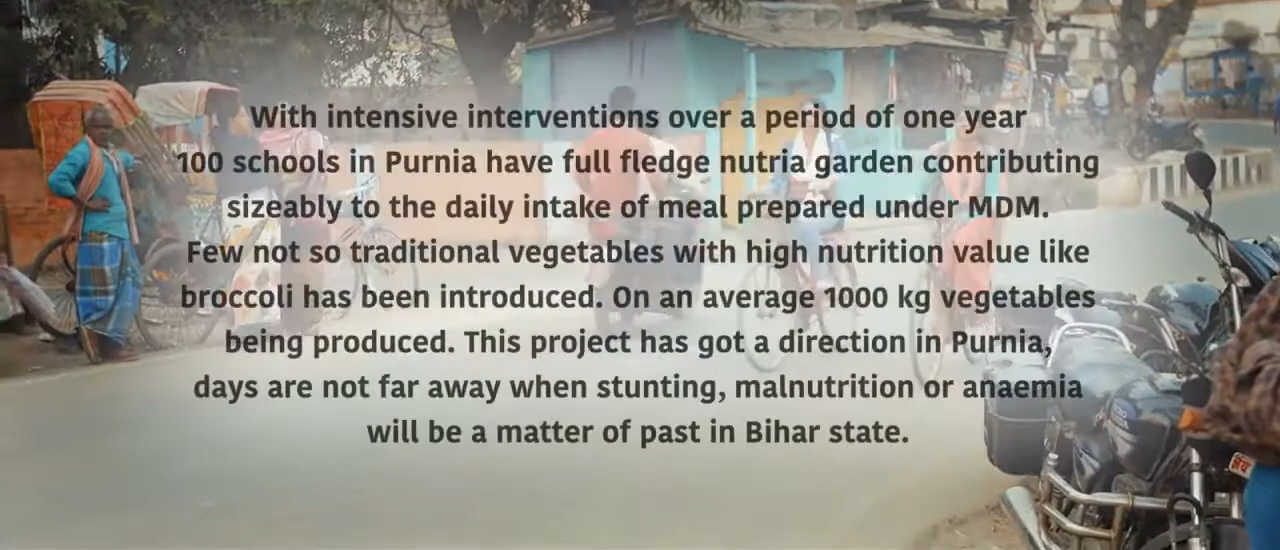 With intensive interventions over a period of one year
100 schools in Purnia have full fledge nutria garden contributing
sizeably to the daily intake of meal prepared under MDM.
Few not so traditional vegetables with high nutrition value like
broccoli has been introduced. On an average 1000 kg vegetables
being produced. This project has got a direction in Purnia,
days are not far away when stunting, malnutrition or anaemia
will be a matter of past in Bihar state.